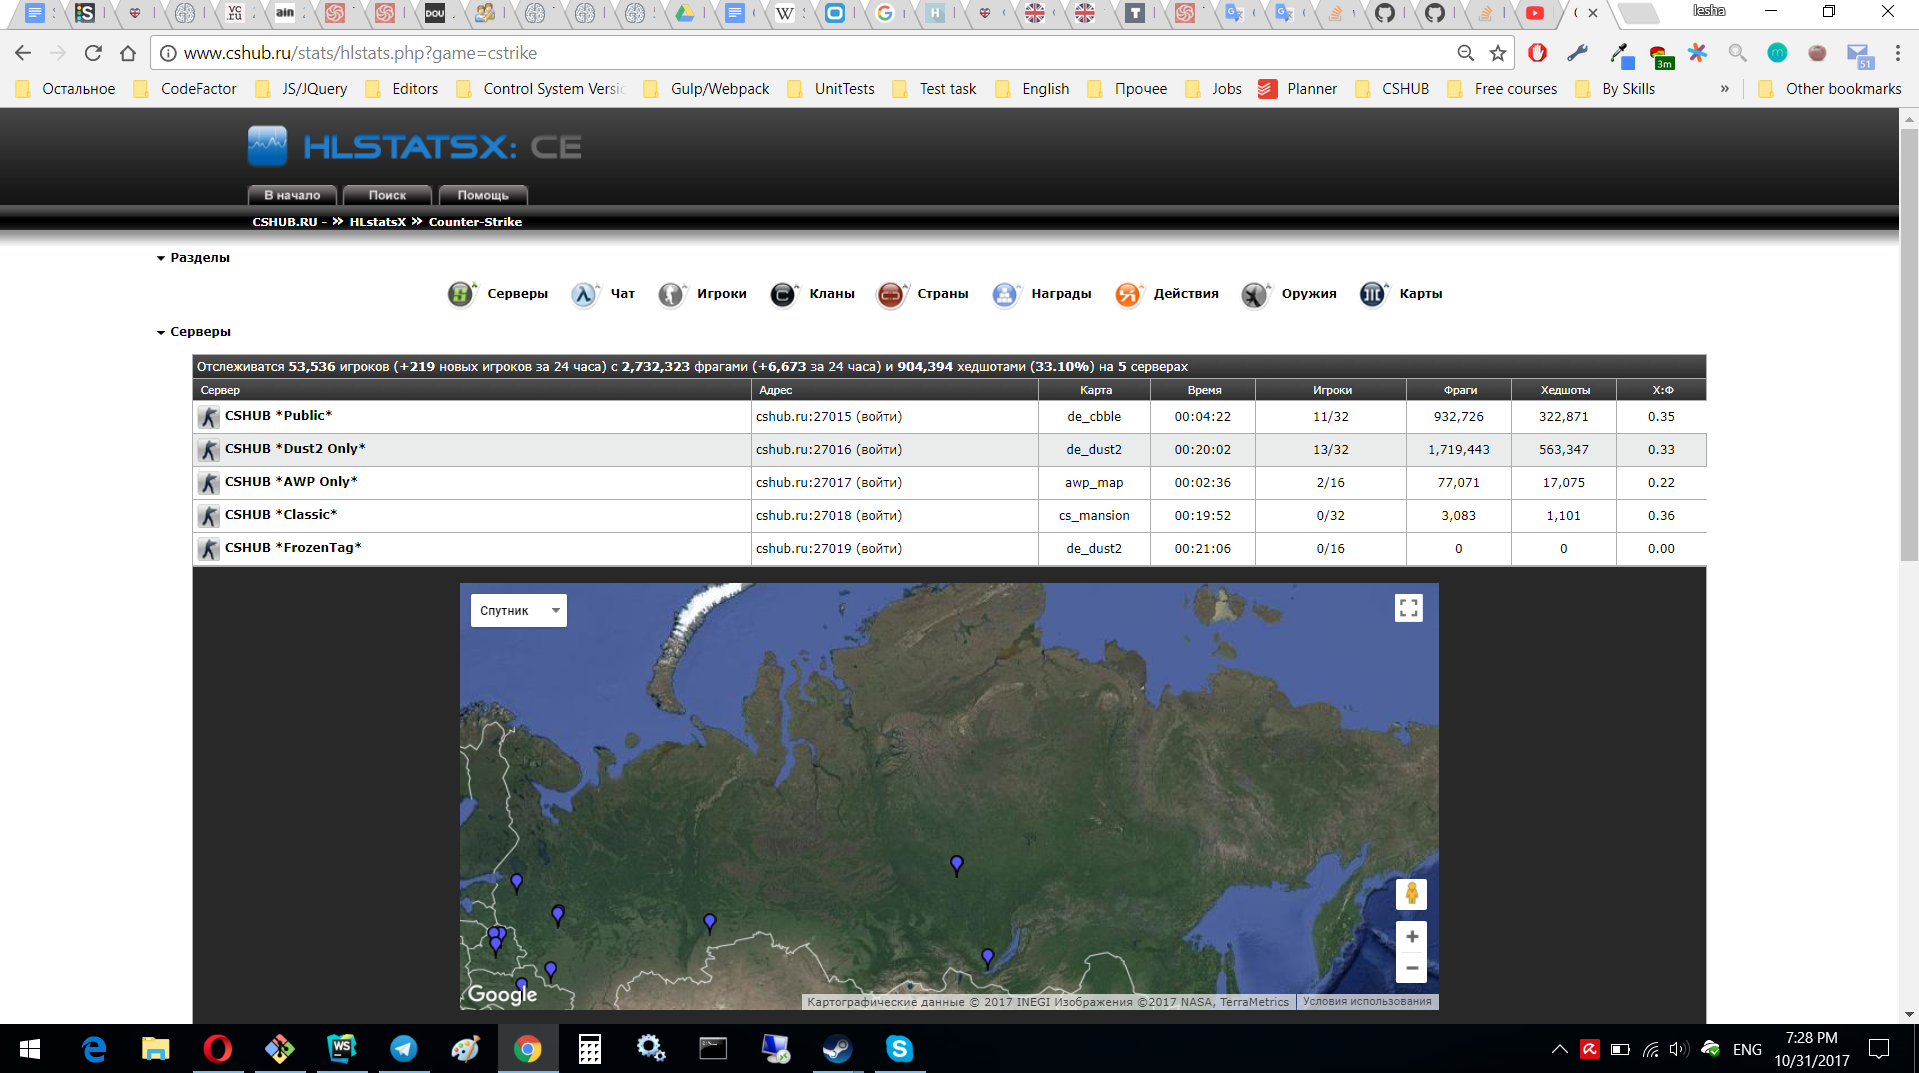 vc.ru
ain
DOU
lesha
www.cshub.ru/stats/hlstats.php?game=cstrike
3m
51
Остальное CodeFactor JS/JQuery Editors Control System Versic Gulp/Webpack UnitTests Test task English Прочее Jobs Planner CSHUB Free courses By Skills » Other bookmarks
HLSTATSX: CE
В начало Поиск Помощь
CSHUB.RU - » HLstatsX » Counter-Strike
Разделы
Серверы Чат Игроки Кланы Страны Награды Действия Оружия Карты
Серверы
Отслеживатся 53,536 игроков (+219 новых игроков за 24 часа) с 2,732,323 фрагами (+6,673 за 24 часа) и 904,394 хедшотами (33.10%) на 5 серверах
Сервер Адрес Карта Время Игроки Фраги Хедшоты Х:Ф
CSHUB *Public* cshub.ru:27015 (войти) de_cbble 00:04:22 11/32 932,726 322,871 0.35
CSHUB *Dust2 Only* cshub.ru:27016 (войти) de_dust2 00:20:02 13/32 1,719,443 563,347 0.33
CSHUB *AWP Only* cshub.ru:27017 (войти) awp_map 00:02:36 2/16 77,071 17,075 0.22
CSHUB *Classic* cshub.ru:27018 (войти) cs_mansion 00:19:52 0/32 3,083 1,101 0.36
CSHUB *FrozenTag* cshub.ru:27019 (войти) de_dust2 00:21:06 0/16 0 0 0.00
Спутник
Google
Картографические данные © 2017 INEGI Изображения ©2017 NASA, TerraMetrics Условия использования
WS
ENG
7:28 PM
10/31/2017